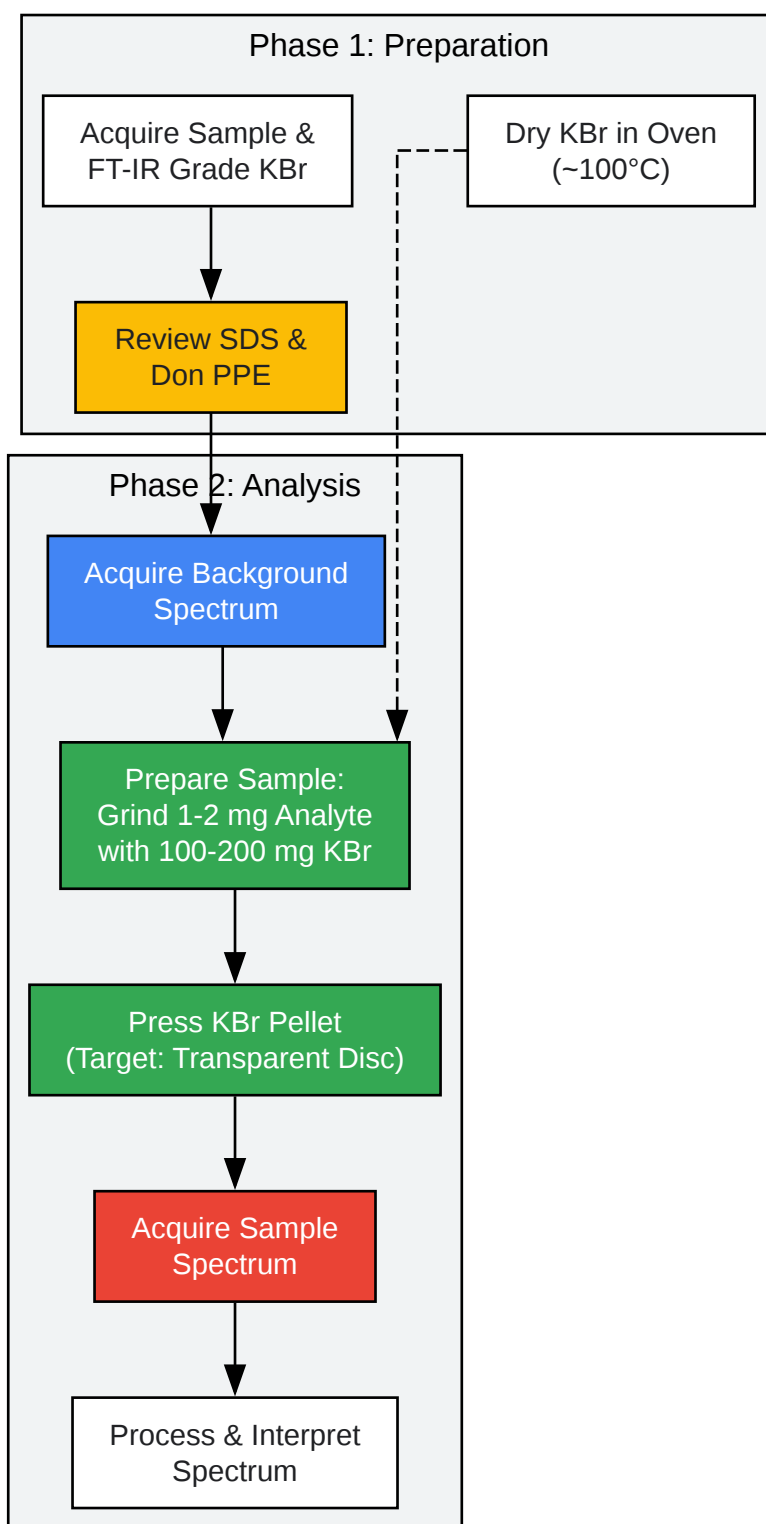 Phase 1: Preparation
Acquire Sample &
FT-IR Grade KBr
Dry KBr in Oven
(~100°C)
Review SDS &
Don PPE
Phase 2: Analysis
Acquire Background
Spectrum
Prepare Sample:
Grind 1-2 mg Analyte
with 100-200 mg KBr
Press KBr Pellet
(Target: Transparent Disc)
Acquire Sample
Spectrum
Process & Interpret
Spectrum